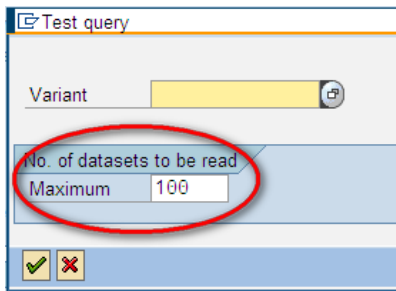 Test query
Variant
No. of datasets to be read
Maximum 100